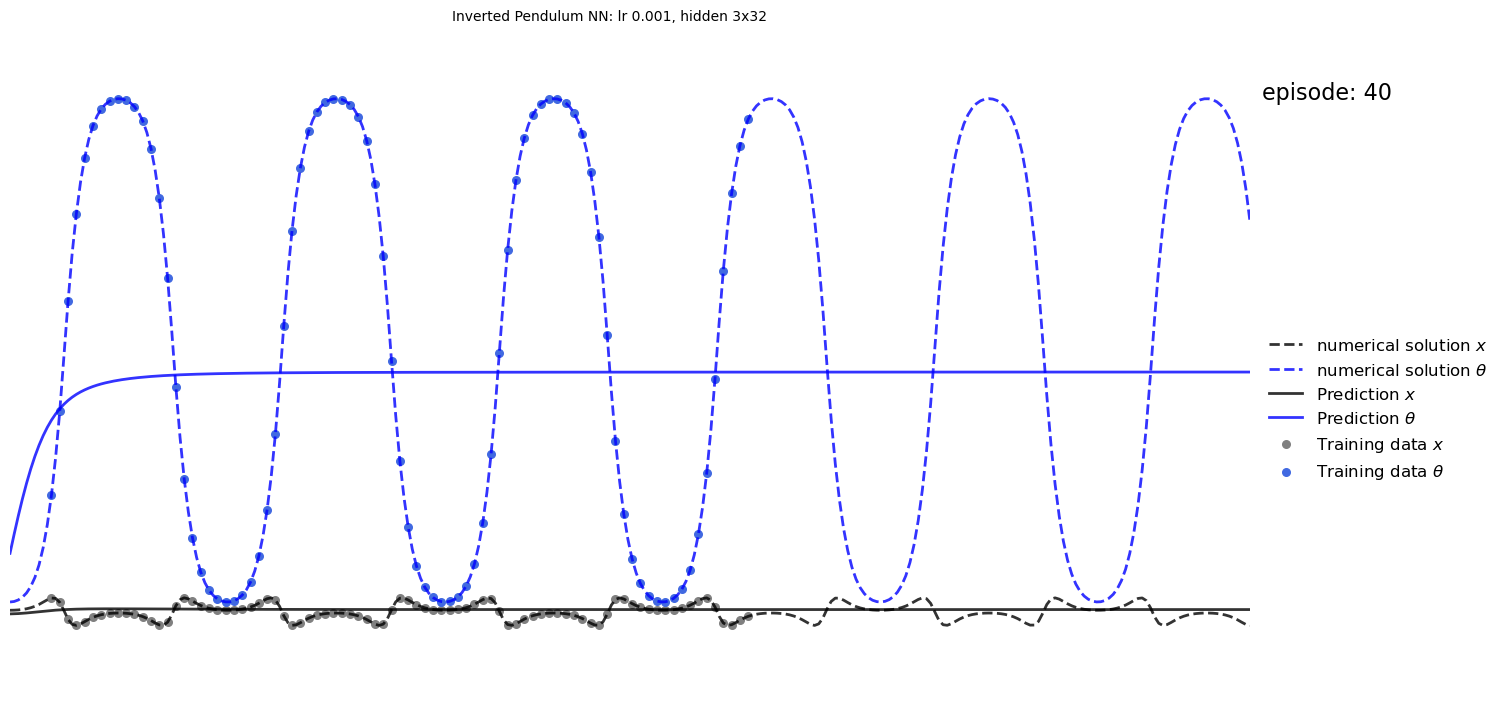 Inverted Pendulum NN: lr 0.001, hidden 3x32
episode: 40
numerical solution x
numerical solution θ
Prediction x
Prediction θ
Training data x
Training data θ